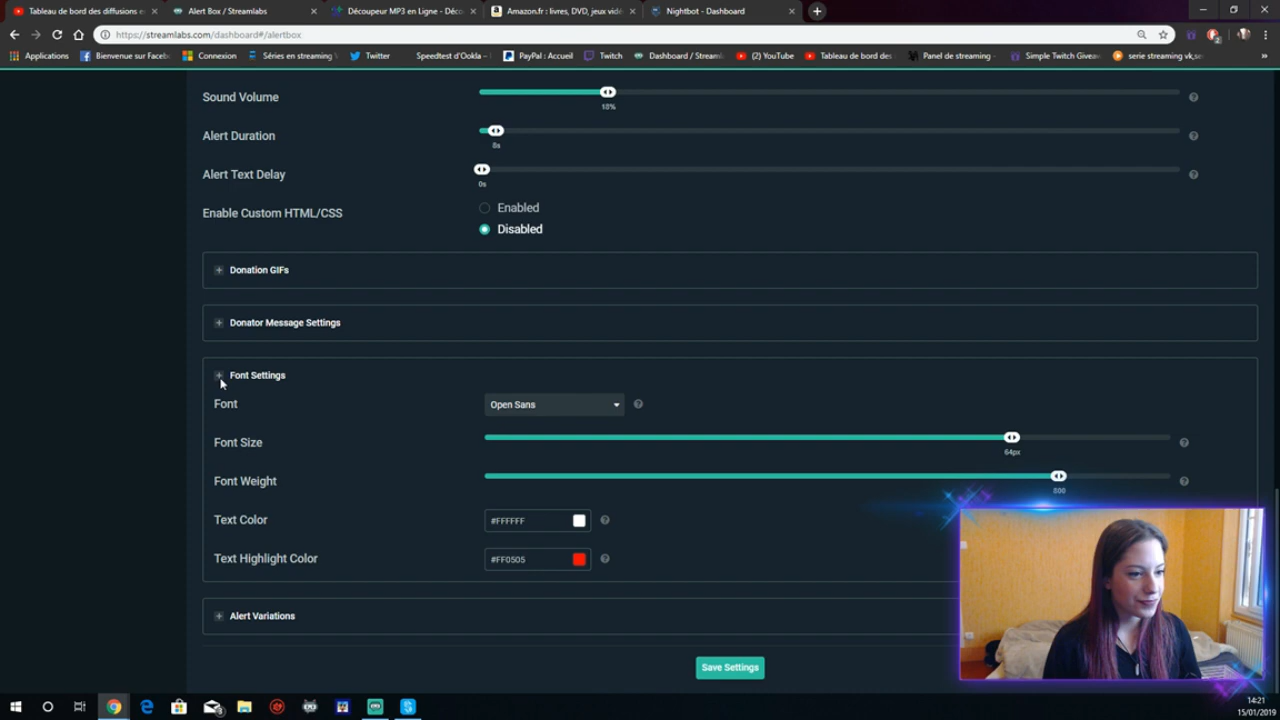 Tableau de bord des diffusions e
Alert Box / Streamlabs
Découpeur MP3 en Ligne - Déco
Amazon.fr : livres, DVD, jeux vidé
Nightbot - Dashboard
https://streamlabs.com/dashboard#/alertbox
Applications
Bienvenue sur Faceb
Connexion
Séries en streaming
Twitter
Speedtest d'Ookla –
PayPal : Accueil
Twitch
Dashboard / Stream
(2) YouTube
Tableau de bord des
Panel de streaming -
Simple Twitch Givea
serie streaming vk,se
Sound Volume
18%
Alert Duration
8s
Alert Text Delay
0s
Enable Custom HTML/CSS
Enabled
Disabled
Donation GIFs
Donator Message Settings
Font Settings
Font
Open Sans
Font Size
64px
Font Weight
800
Text Color
#FFFFFF
Text Highlight Color
#FF0505
Alert Variations
Save Settings
14:21
15/01/2019